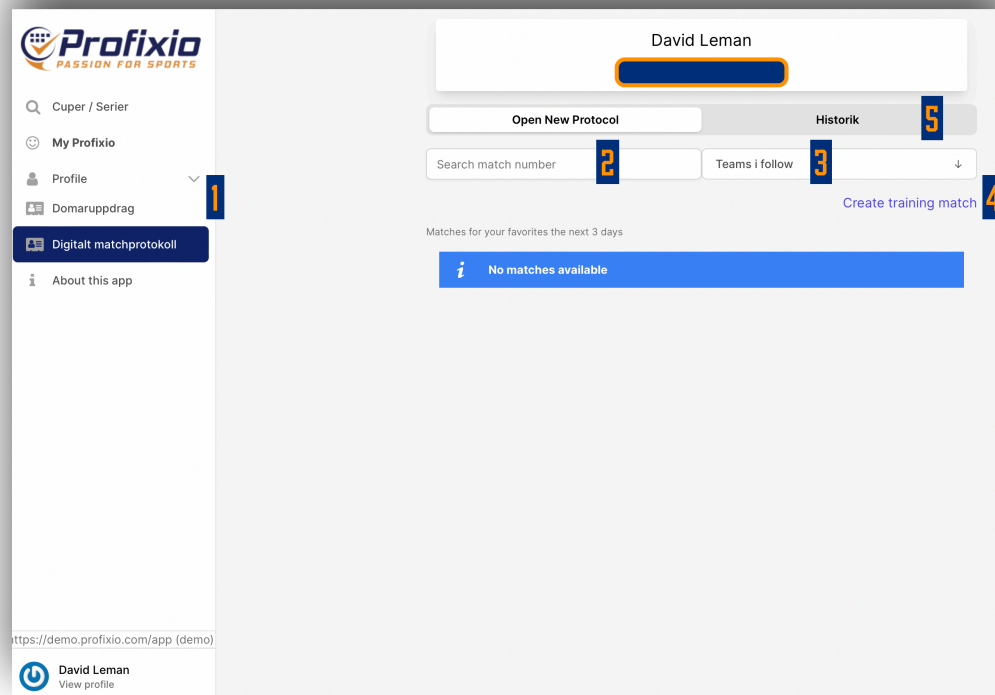 Profixio
PASSION FOR SPORTS
Cuper / Serier
My Profixio
Profile
1
Domaruppdrag
Digitalt matchprotokoll
About this app
https://demo.profixio.com/app (demo)
David Leman
View profile
David Leman
Open New Protocol
Historik
5
Search match number
2
Teams i follow
3
Create training match
4
Matches for your favorites the next 3 days
i No matches available